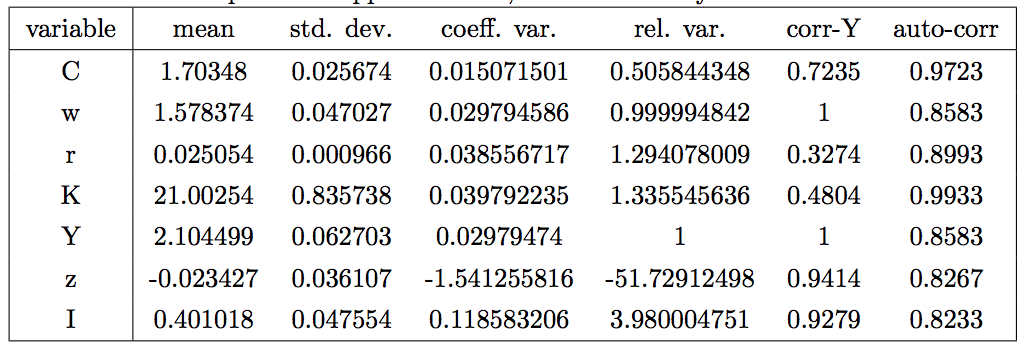 variable mean std. dev. coeff. var. rel. var. corr-Y auto-corr
C 1.70348 0.025674 0.015071501 0.505844348 0.7235 0.9723
w 1.578374 0.047027 0.029794586 0.999994842 1 0.8583
r 0.025054 0.000966 0.038556717 1.294078009 0.3274 0.8993
K 21.00254 0.835738 0.039792235 1.335545636 0.4804 0.9933
Y 2.104499 0.062703 0.02979474 1 1 0.8583
z -0.023427 0.036107 -1.541255816 -51.72912498 0.9414 0.8267
I 0.401018 0.047554 0.118583206 3.980004751 0.9279 0.8233